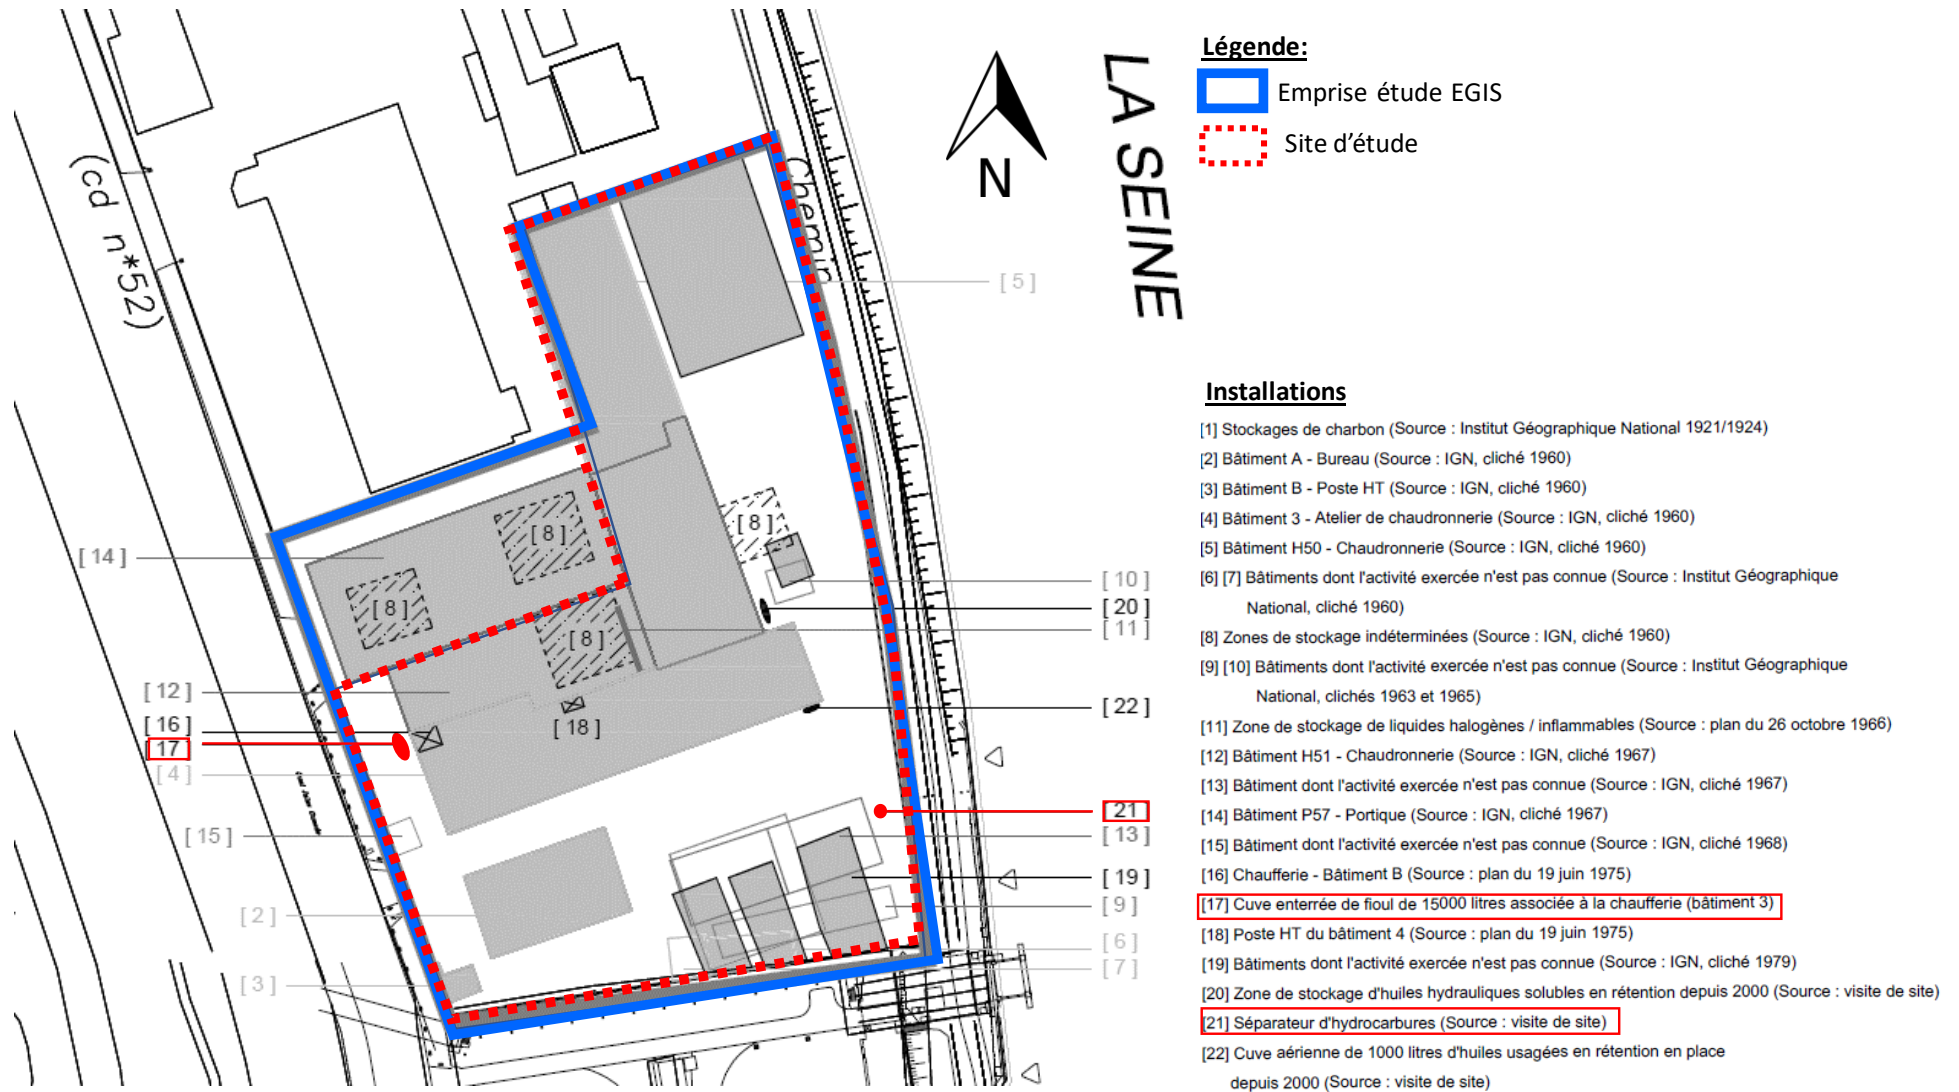 Légende:
Emprise étude EGIS
Site d'étude
N
LA SEINE
Chemin
(cd n*52)
[ 5 ]
[ 14 ]
[ 8 ]
[ 8 ]
[ 8 ]
[ 8 ]
[ 10 ]
[ 20 ]
[ 11 ]
[ 12 ]
[ 16 ]
[ 17 ]
[ 4 ]
[ 18 ]
[ 22 ]
[ 15 ]
[ 21 ]
[ 13 ]
[ 19 ]
[ 9 ]
[ 2 ]
[ 6 ]
[ 7 ]
[ 3 ]
Installations
[1] Stockages de charbon (Source : Institut Géographique National 1921/1924)
[2] Bâtiment A - Bureau (Source : IGN, cliché 1960)
[3] Bâtiment B - Poste HT (Source : IGN, cliché 1960)
[4] Bâtiment 3 - Atelier de chaudronnerie (Source : IGN, cliché 1960)
[5] Bâtiment H50 - Chaudronnerie (Source : IGN, cliché 1960)
[6] [7] Bâtiments dont l'activité exercée n'est pas connue (Source : Institut Géographique
National, cliché 1960)
[8] Zones de stockage indéterminées (Source : IGN, cliché 1960)
[9] [10] Bâtiments dont l'activité exercée n'est pas connue (Source : Institut Géographique
National, clichés 1963 et 1965)
[11] Zone de stockage de liquides halogènes / inflammables (Source : plan du 26 octobre 1966)
[12] Bâtiment H51 - Chaudronnerie (Source : IGN, cliché 1967)
[13] Bâtiment dont l'activité exercée n'est pas connue (Source : IGN, cliché 1967)
[14] Bâtiment P57 - Portique (Source : IGN, cliché 1967)
[15] Bâtiment dont l'activité exercée n'est pas connue (Source : IGN, cliché 1968)
[16] Chaufferie - Bâtiment B (Source : plan du 19 juin 1975)
[17] Cuve enterrée de fioul de 15000 litres associée à la chaufferie (bâtiment 3)
[18] Poste HT du bâtiment 4 (Source : plan du 19 juin 1975)
[19] Bâtiments dont l'activité exercée n'est pas connue (Source : IGN, cliché 1979)
[20] Zone de stockage d'huiles hydrauliques solubles en rétention depuis 2000 (Source : visite de site)
[21] Séparateur d'hydrocarbures (Source : visite de site)
[22] Cuve aérienne de 1000 litres d'huiles usagées en rétention en place
depuis 2000 (Source : visite de site)